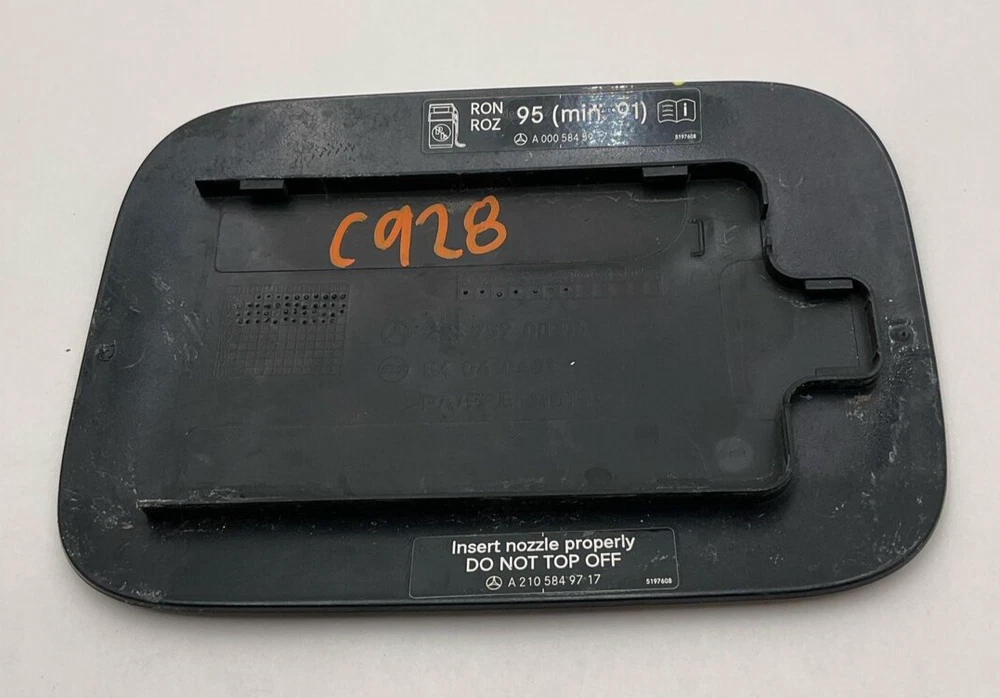 RON
ROZ
95 (min. 91)
A 000 584
5197608
C928
Insert nozzle properly
DO NOT TOP OFF
A 210 584 97 17
5197608